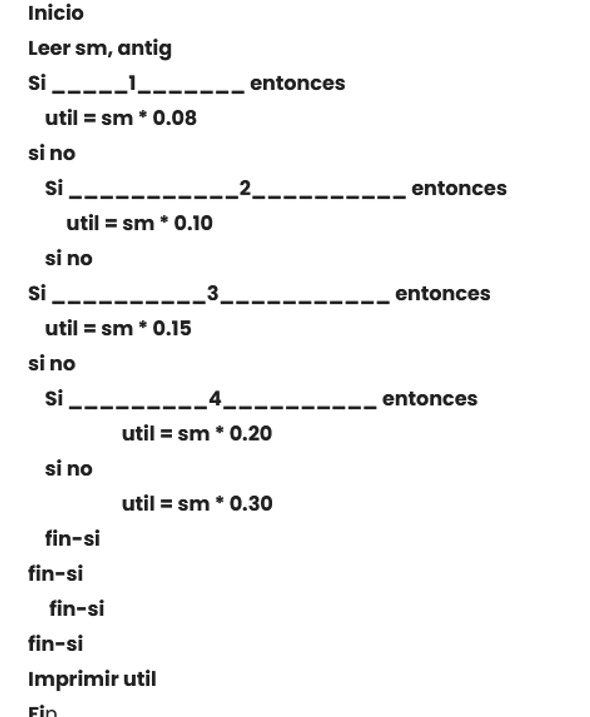 Inicio
Leer sm, antig
Si _____1_______ entonces
util = sm * 0.08
si no
Si ___________2__________ entonces
util = sm * 0.10
si no
Si __________3___________ entonces
util = sm * 0.15
si no
Si _________4__________ entonces
util = sm * 0.20
si no
util = sm * 0.30
fin-si
fin-si
fin-si
fin-si
Imprimir util
Fin